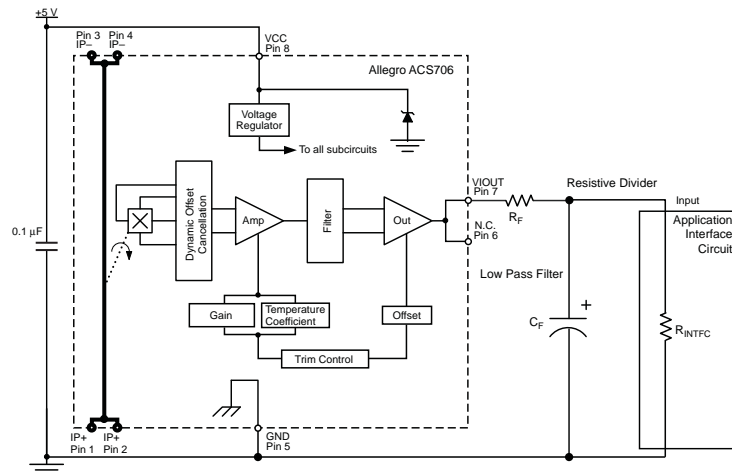 +5 V
Pin 3
IP–
Pin 4
IP–
VCC
Pin 8
Allegro ACS706
Voltage
Regulator
To all subcircuits
Dynamic Offset
Cancellation
Amp
Filter
Out
VIOUT
Pin 7
N.C.
Pin 6
RF
Resistive Divider
Input
Application
Interface
Circuit
0.1 µF
Low Pass Filter
Gain
Temperature
Coefficient
Offset
CF
+
RINTFC
Trim Control
IP+
Pin 1
IP+
Pin 2
GND
Pin 5